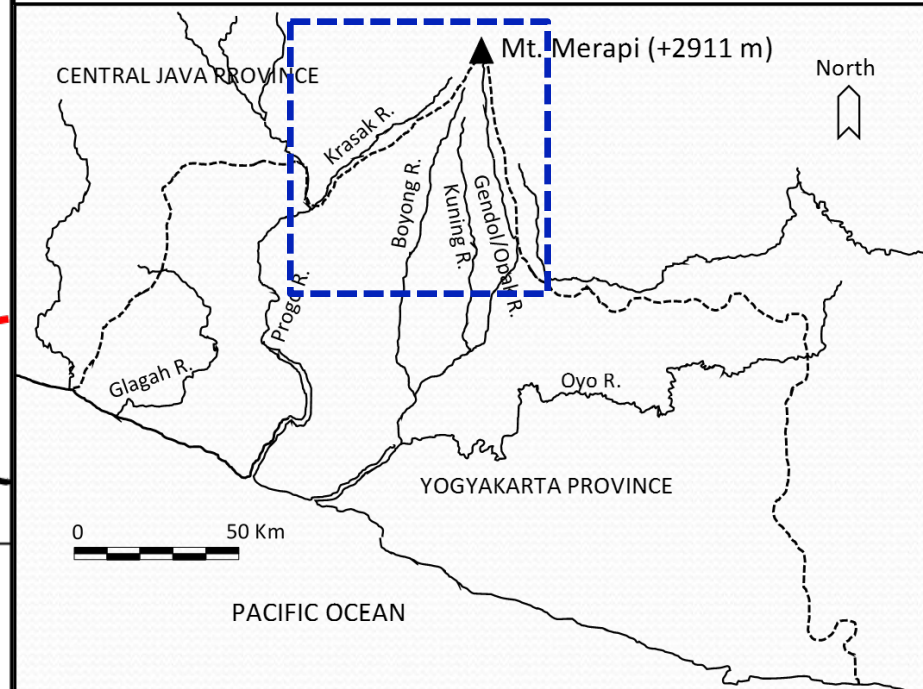 Mt. Merapi (+2911 m)
CENTRAL JAVA PROVINCE
North
Krasak R.
Boyong R.
Kuning R.
Gendol/Opak R.
Progo R.
Glagah R.
Oyo R.
YOGYAKARTA PROVINCE
0 50 Km
PACIFIC OCEAN